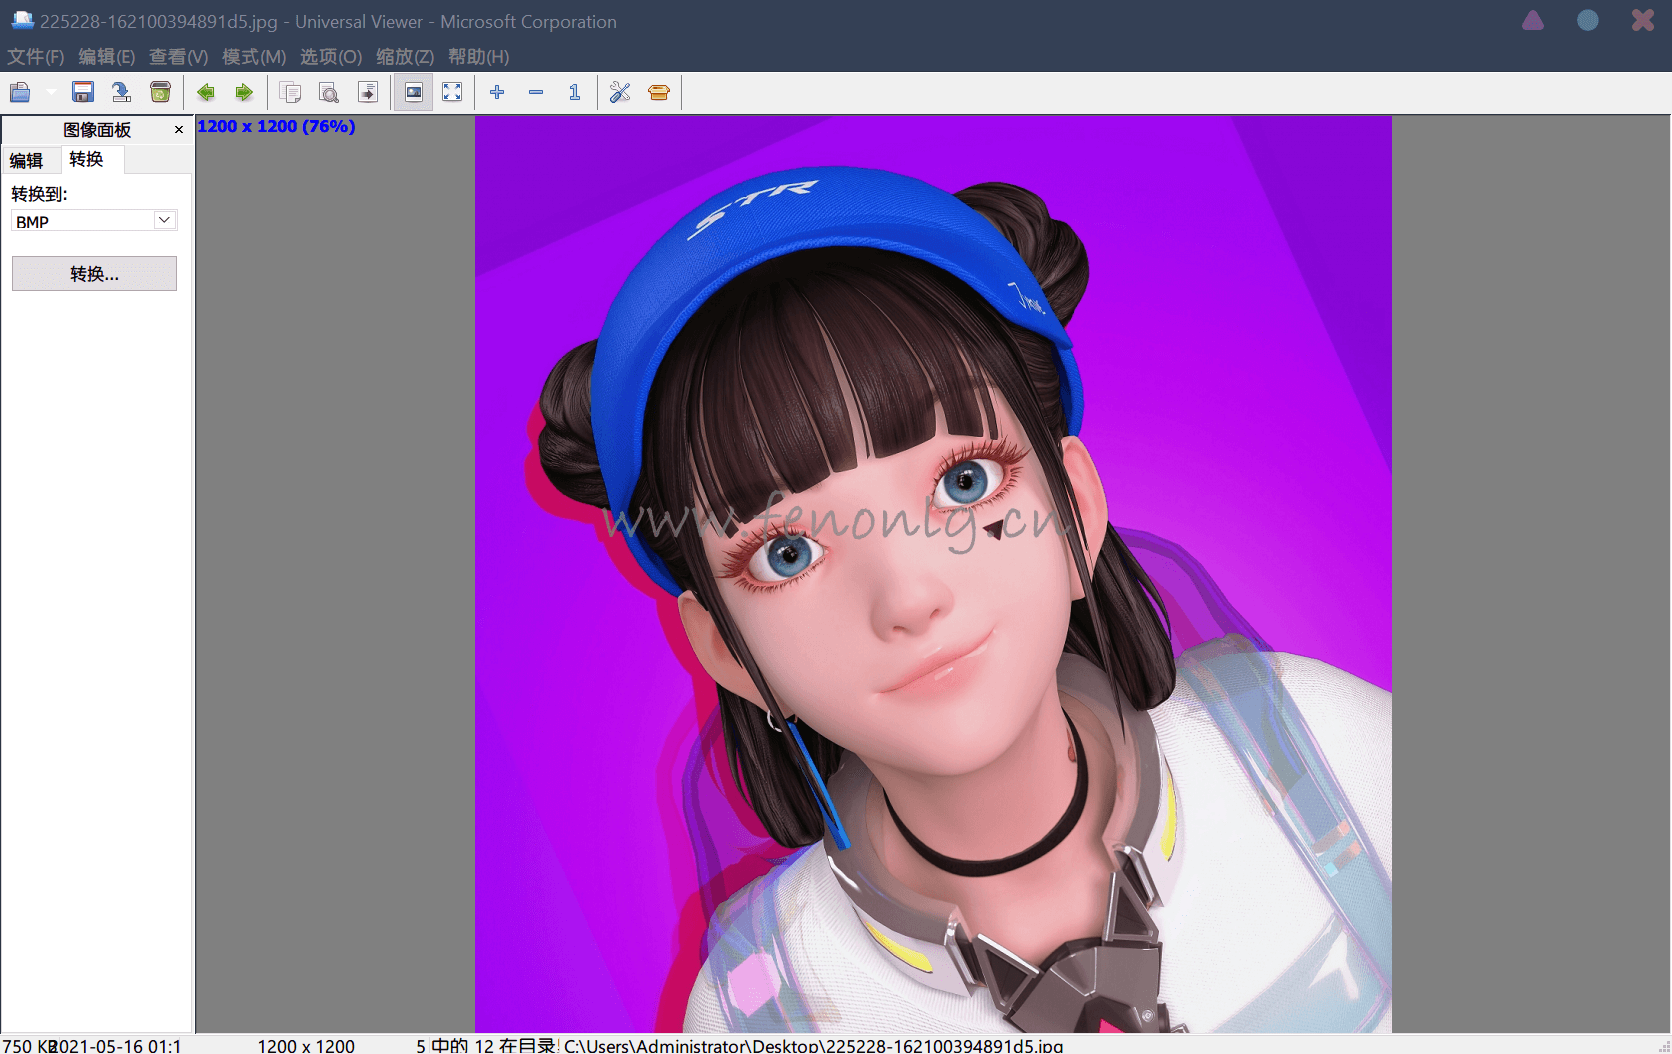 225228-162100394891d5.jpg - Universal Viewer - Microsoft Corporation
文件(F) 编辑(E) 查看(V) 模式(M) 选项(O) 缩放(Z) 帮助(H)
1
图像面板 ×
1200 x 1200 (76%)
编辑 转换
转换到:
BMP
转换...
STR
www.fenonlg.cn
750 KB 2021-05-16 01:1 1200 x 1200 5 中的 12 在目录! C:\Users\Administrator\Desktop\225228-162100394891d5.jpg